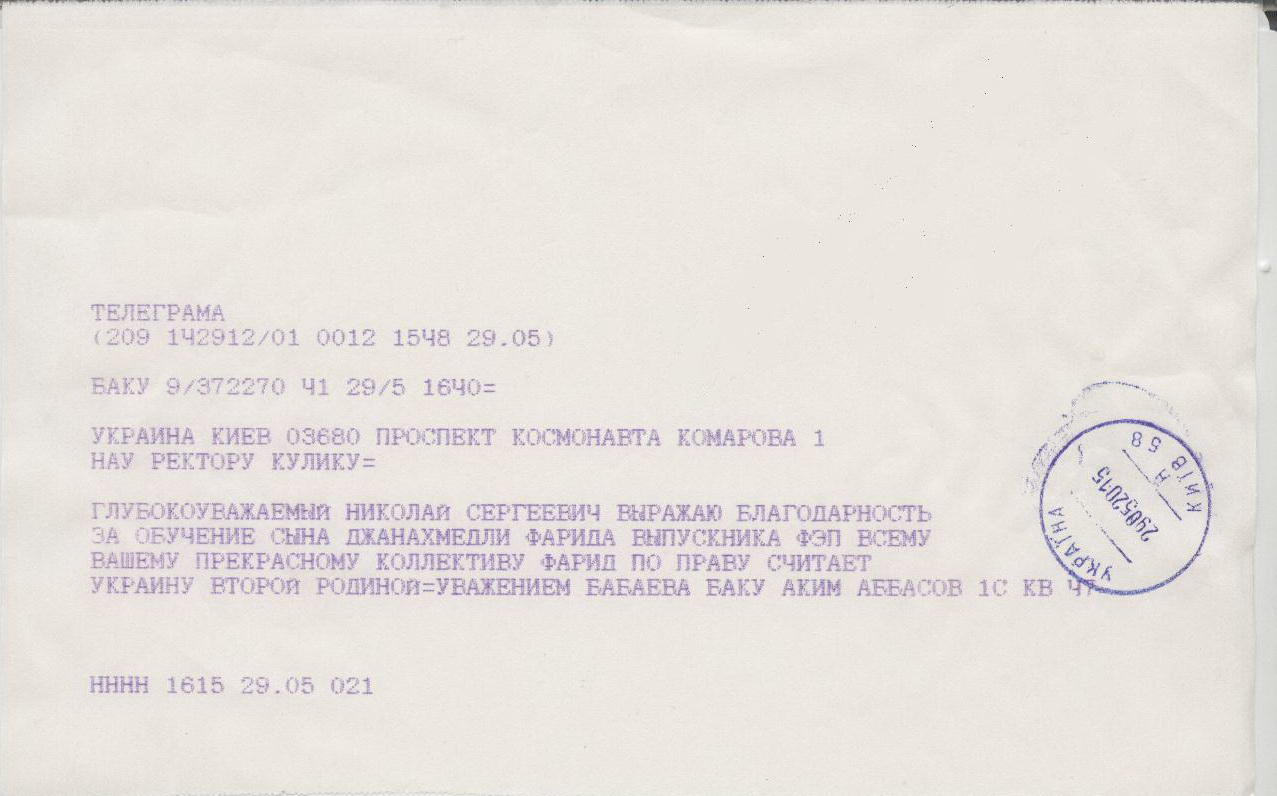 ТЕЛЕГРАМА
(209 142912/01 0012 1548 29.05)
БАКУ 9/372270 41 29/5 1640=
УКРАИНА КИЕВ 03680 ПРОСПЕКТ КОСМОНАВТА КОМАРОВА 1
НАУ РЕКТОРУ КУЛИКУ=
ГЛУБОКОУВАЖАЕМЫЙ НИКОЛАЙ СЕРГЕЕВИЧ ВЫРАЖАЮ БЛАГОДАРНОСТЬ
ЗА ОБУЧЕНИЕ СЫНА ДЖАНАХМЕДЛИ ФАРИДА ВЫПУСКНИКА ФЭП ВСЕМУ
ВАШЕМУ ПРЕКРАСНОМУ КОЛЛЕКТИВУ ФАРИД ПО ПРАВУ СЧИТАЕТ
УКРАИНУ ВТОРОЙ РОДИНОЙ=УВАЖЕНИЕМ БАБАЕВА БАКУ АКИМ АББАСОВ 1С КВ
НННН 1615 29.05 021
УКРАЇНА
29052015
Н
КИЇВ 58